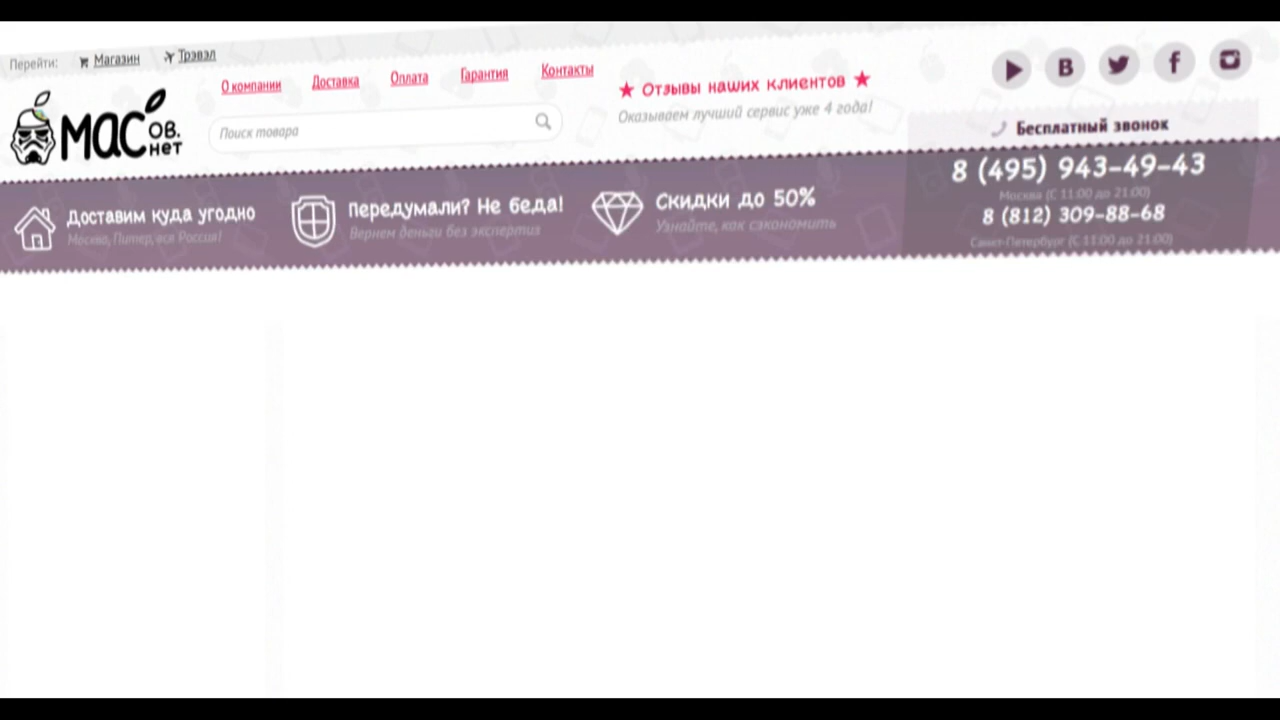 Перейти: Магазин Трэвэл
О компании Доставка Оплата Гарантия Контакты
★ Отзывы наших клиентов ★
Оказываем лучший сервис уже 4 года!
МАС ов.нет
Поиск товара
Бесплатный звонок
8 (495) 943-49-43
Москва (С 11:00 до 21:00)
8 (812) 309-88-68
Санкт-Петербург (С 11:00 до 21:00)
Доставим куда угодно
Москва, Питер, вся Россия!
Передумали? Не беда!
Вернем деньги без экспертиз
Скидки до 50%
Узнайте, как сэкономить